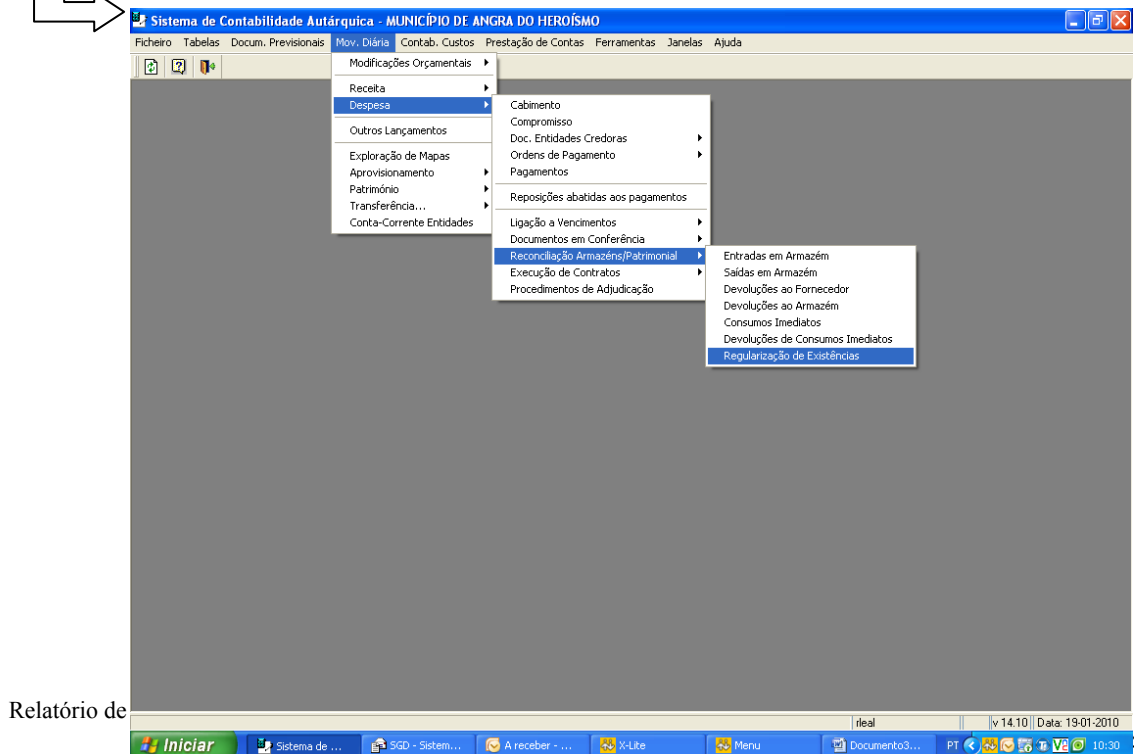 Sistema de Contabilidade Autárquica - MUNICÍPIO DE ANGRA DO HEROÍSMO
Ficheiro Tabelas Docum. Previsionais Mov. Diária Contab. Custos Prestação de Contas Ferramentas Janelas Ajuda
Modificações Orçamentais
Receita
Despesa
Outros Lançamentos
Exploração de Mapas
Aprovisionamento
Património
Transferência...
Conta-Corrente Entidades
Cabimento
Compromisso
Doc. Entidades Credoras
Ordens de Pagamento
Pagamentos
Reposições abatidas aos pagamentos
Ligação a Vencimentos
Documentos em Conferência
Reconciliação Armazéns/Patrimonial
Execução de Contratos
Procedimentos de Adjudicação
Entradas em Armazém
Saídas em Armazém
Devoluções ao Fornecedor
Devoluções ao Armazém
Consumos Imediatos
Devoluções de Consumos Imediatos
Regularização de Existências
Relatório de
rleal v 14.10 Data: 19-01-2010
Iniciar Sistema de ... SGD - Sistem... A receber - ... X-Lite Menu Documento3... PT 10:30